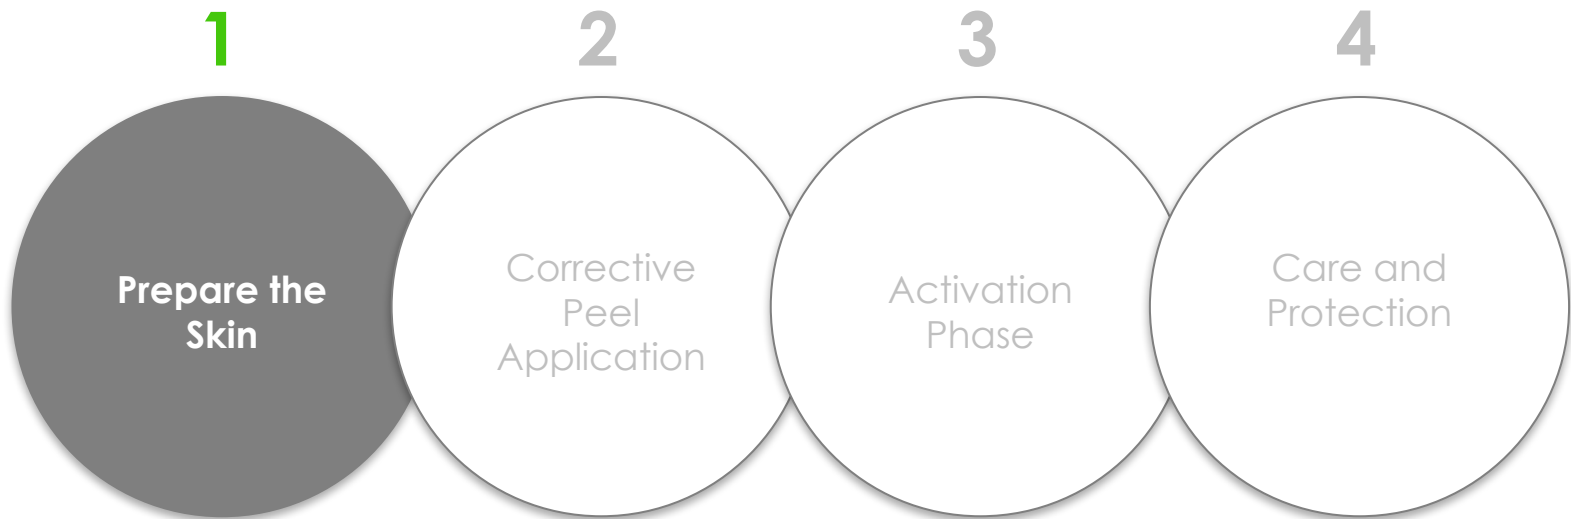 1
2
3
4
Prepare the
Skin
Corrective
Peel
Application
Activation
Phase
Care and
Protection